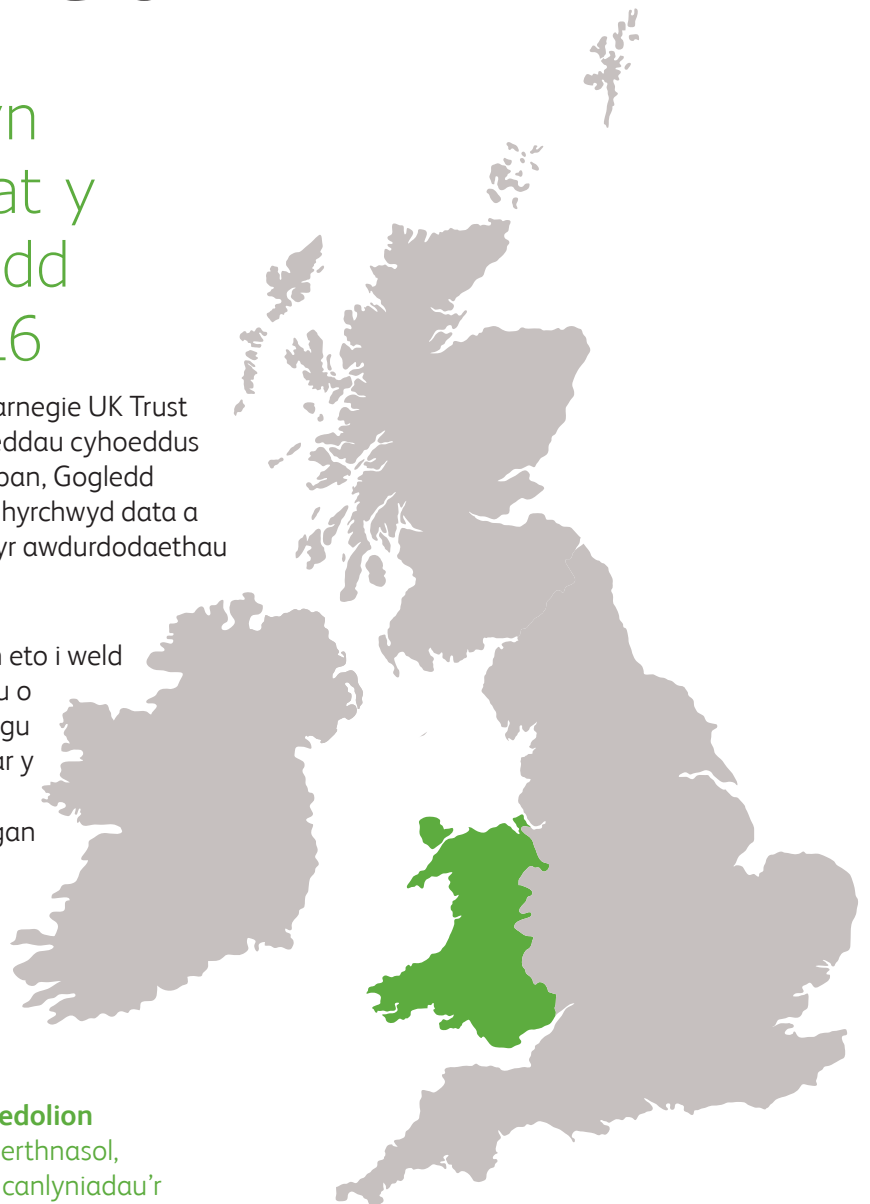 at y
dd
16
arnegie UK Trust
eddau cyhoeddus
ban, Gogledd
hyrchwyd data a
yr awdurdodaethau
eto i weld
u o
gu
ar y
gan
edolion
erthnasol,
canlyniadau'r